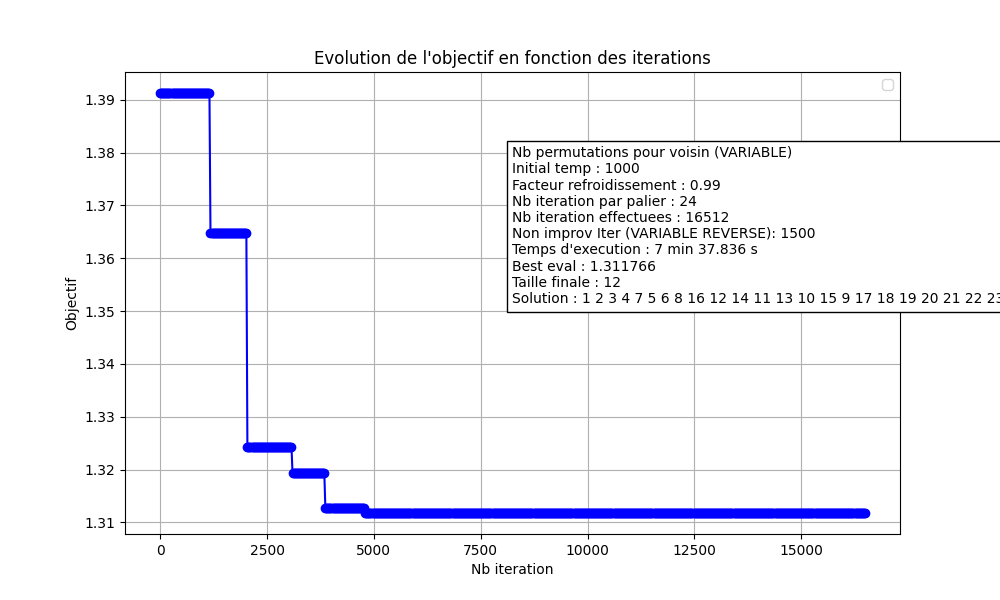 Evolution de l'objectif en fonction des iterations
Objectif
1.39
1.38
1.37
1.36
1.35
1.34
1.33
1.32
1.31
Nb permutations pour voisin (VARIABLE)
Initial temp : 1000
Facteur refroidissement : 0.99
Nb iteration par palier : 24
Nb iteration effectuees : 16512
Non improv Iter (VARIABLE REVERSE): 1500
Temps d'execution : 7 min 37.836 s
Best eval : 1.311766
Taille finale : 12
Solution : 1 2 3 4 7 5 6 8 16 12 14 11 13 10 15 9 17 18 19 20 21 22 23
0 2500 5000 7500 10000 12500 15000
Nb iteration